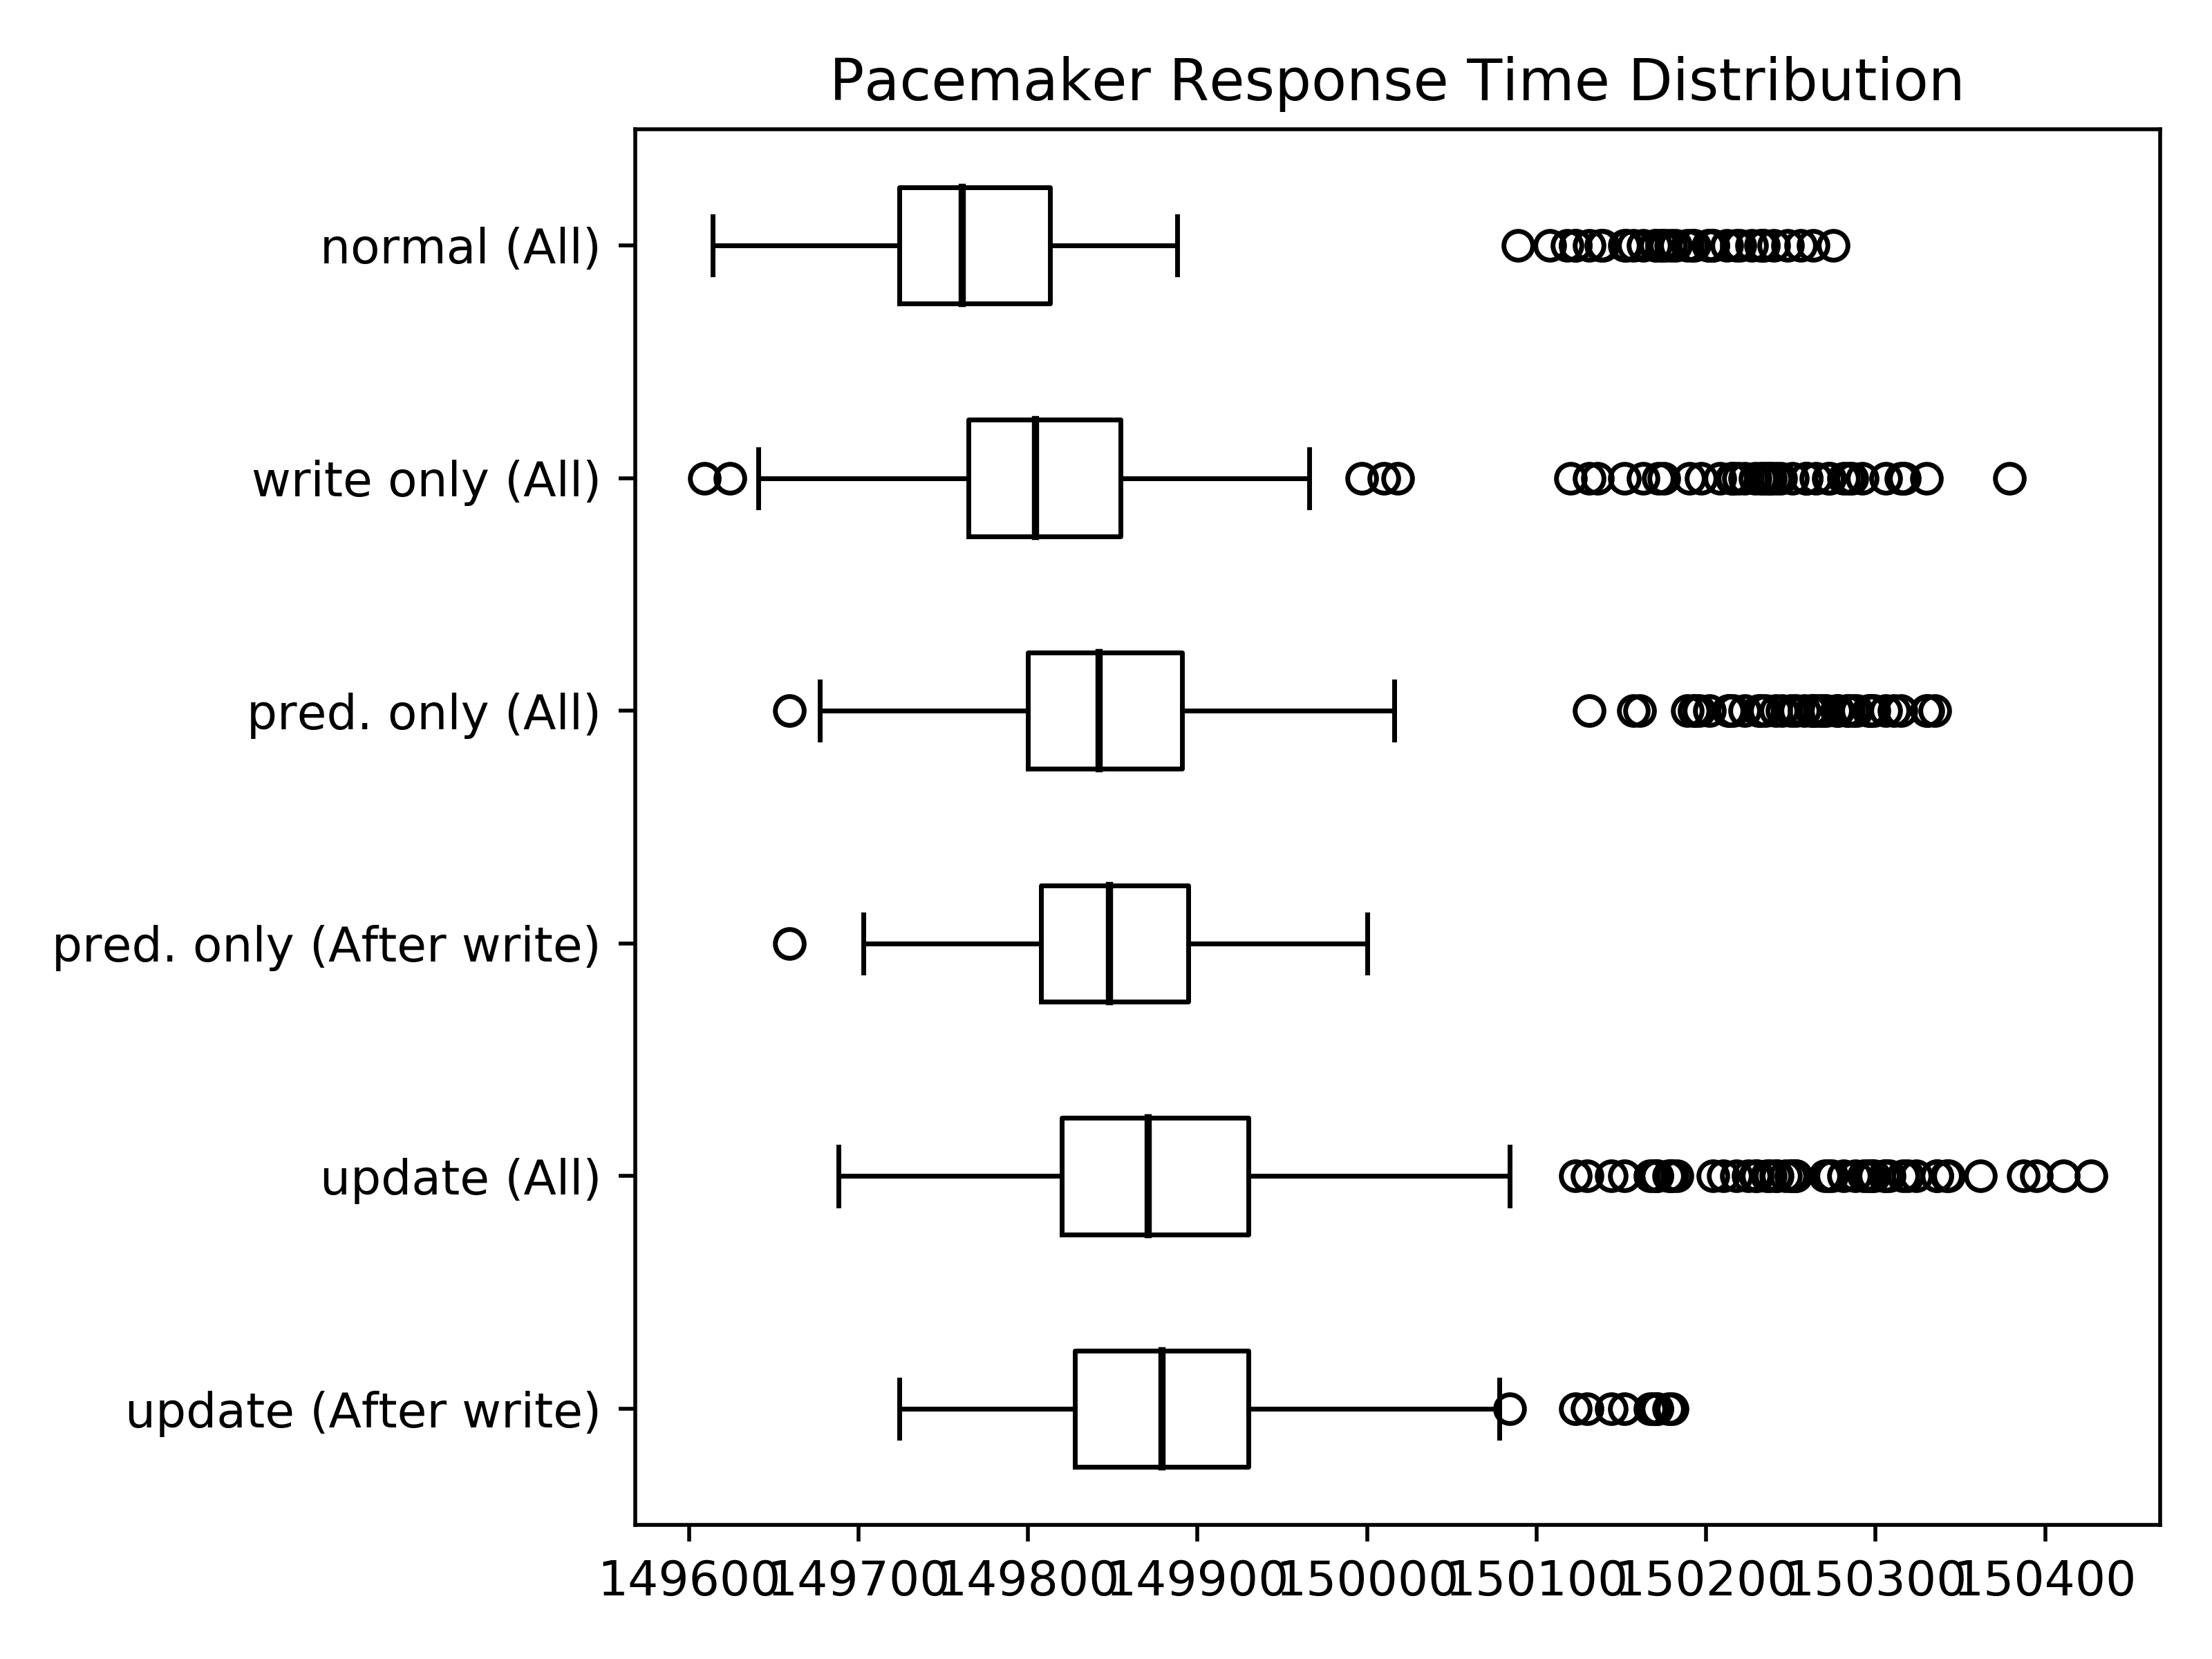 Pacemaker Response Time Distribution
normal (All)
write only (All)
pred. only (All)
pred. only (After write)
update (All)
update (After write)
149600 149700 149800 149900 150000 150100 150200 150300 150400